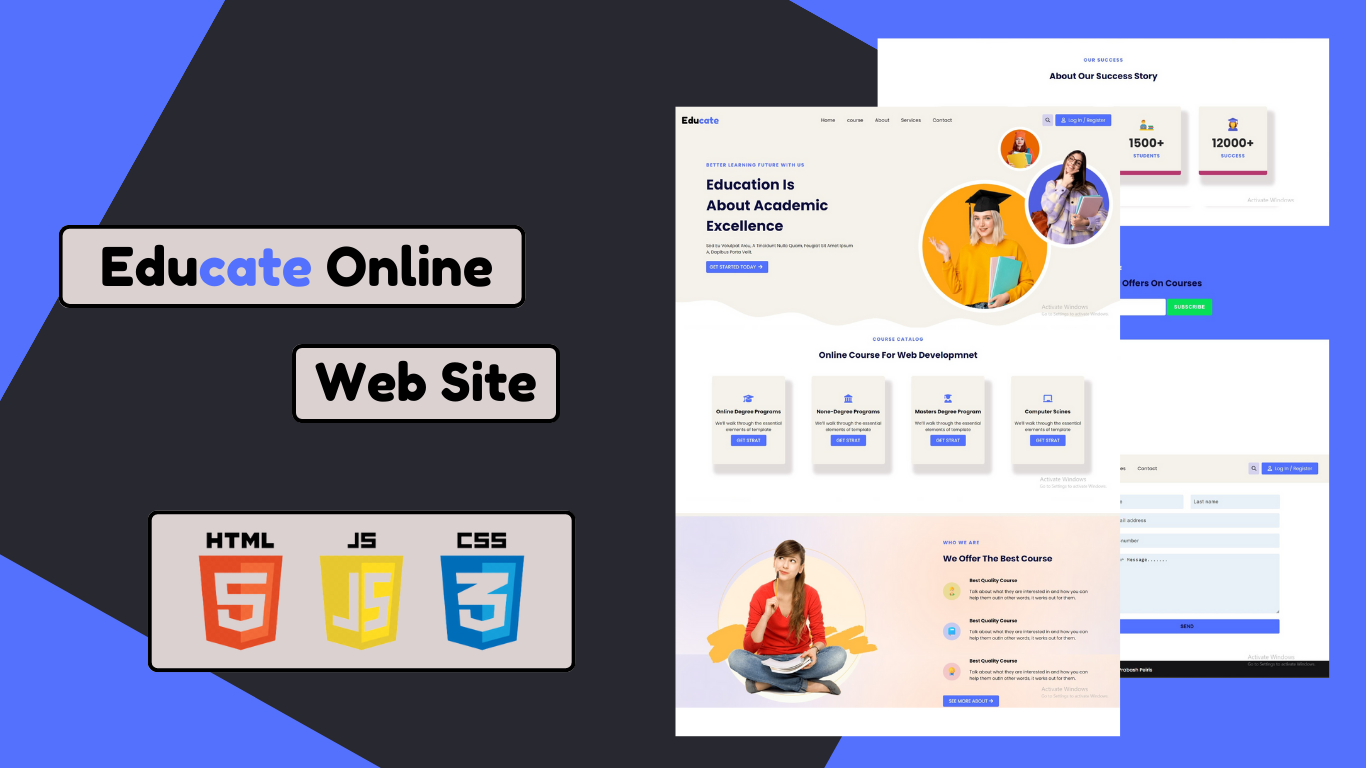 Educate Online
Web Site
HTML JS CSS
Educate
Home course About Services Contact
Log In / Register
BETTER LEARNING FUTURE WITH US
Education Is
About Academic
Excellence
Sed Eu Volutpat Arcu, A Tincidunt Nulla Quam, Feugiat Sit Amet Ipsum
A, Dapibus Porta Velit.
GET STARTED TODAY
Activate Windows
Go to Settings to activate Windows.
COURSE CATALOG
Online Course For Web Developmnet
Online Degree Programs
We'll walk through the essential
elements of template
GET STRAT
None-Degree Programs
We'll walk through the essential
elements of template
GET STRAT
Masters Degree Program
We'll walk through the essential
elements of template
GET STRAT
Computer Scines
We'll walk through the essential
elements of template
GET STRAT
Activate Windows
Go to Settings to activate Windows.
WHO WE ARE
We Offer The Best Course
Best Quality Course
Talk about what they are interested in and how you can
help them outin other words, it works out for them.
Best Quality Course
Talk about what they are interested in and how you can
help them outin other words, it works out for them.
Best Quality Course
Talk about what they are interested in and how you can
help them outin other words, it works out for them.
SEE MORE ABOUT
Activate Windows
Go to Settings to activate Windows.
OUR SUCCESS
About Our Success Story
1500+
STUDENTS
12000+
SUCCESS
Activate Windows
Offers On Courses
SUBSCRIBE
Contact
Log In / Register
Last name
address
number
Message.......
SEND
Activate Windows
Go to Settings to activate Windows.
Peiris